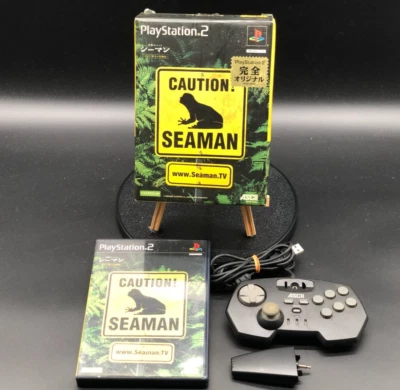 PlayStation.2
シーマン
PlayStation 2
完全
オリジナル
CAUTION!
SEAMAN
www.Seaman.TV
ASCII
PlayStation.2
シーマン
CAUTION!
SEAMAN
www.Seaman.TV
ASCII